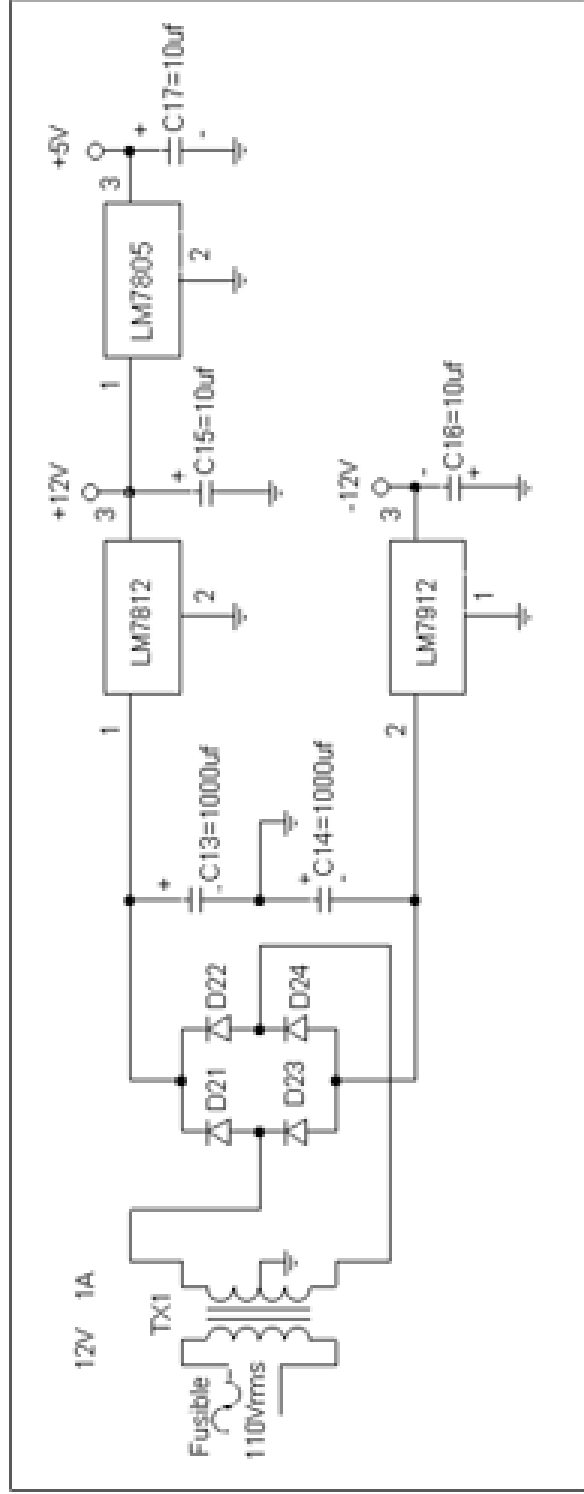 12V 1A
TX1
Fusible
110Vrms
D21
D22
D23
D24
+
C13=1000uf
-
+
C14=1000uf
-
1
LM7812
2
3
+12V
+
C15=10uf
1
LM7805
2
3
+5V
+
C17=10uf
-
2
LM7912
1
3
-12V
-
C16=10uf
+